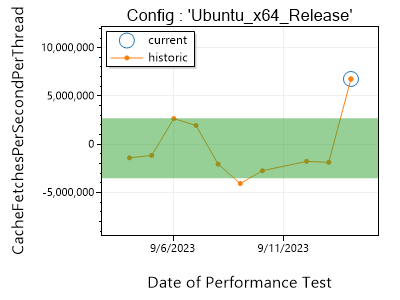 Config : 'Ubuntu_x64_Release'
CacheFetchesPerSecondPerThread
current
historic
10,000,000
5,000,000
0
-5,000,000
9/6/2023
9/11/2023
Date of Performance Test